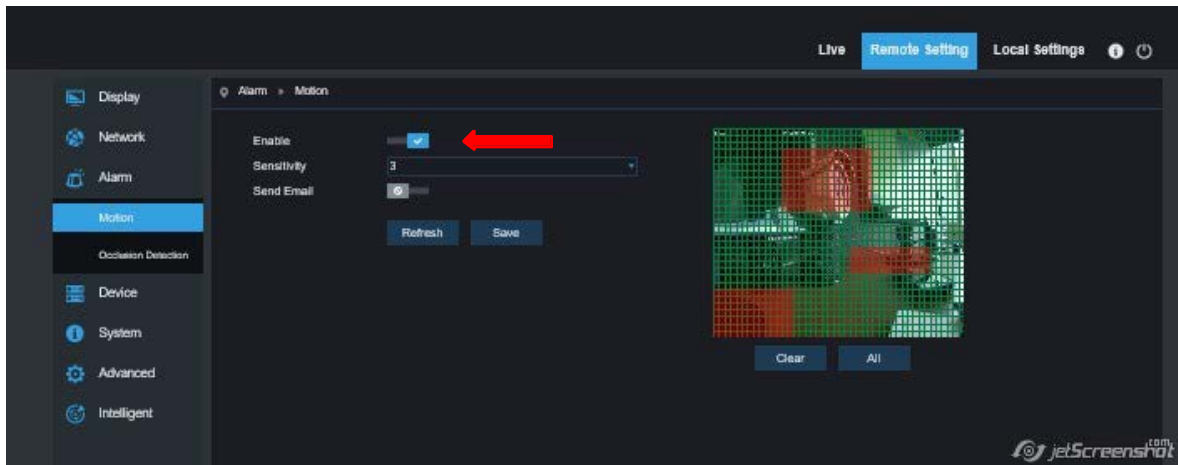 Live Remote Setting Local Settings
Display
Alarm » Motion
Network
Enable
Alarm
Sensitivity 3
Send Email
Motion
Refresh Save
Occlusion Detection
Device
System
Clear All
Advanced
Intelligent
jetScreenshot.com